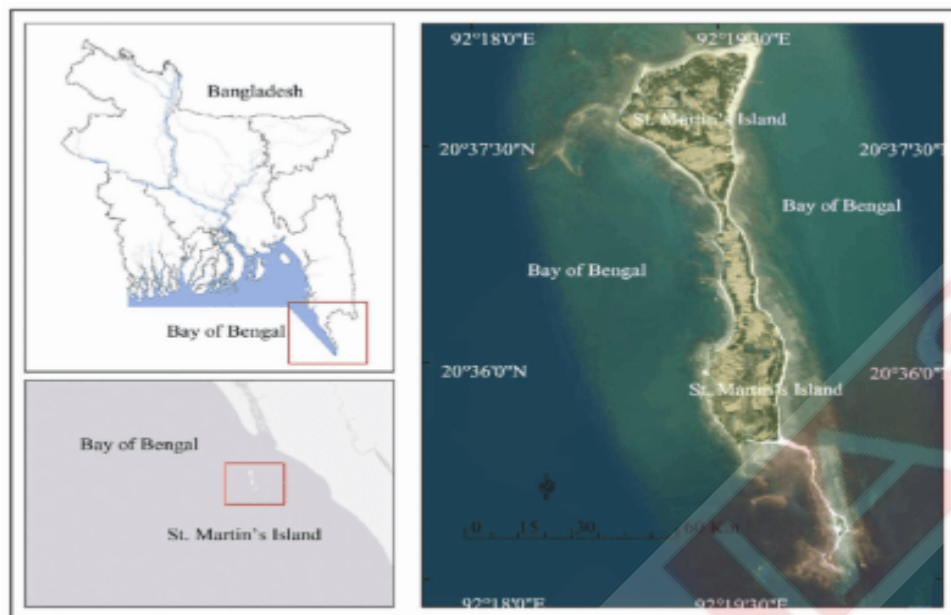 Bangladesh
Bay of Bengal
Bay of Bengal
St. Martin's Island
92°18'0"E
92°19'30"E
St. Martin's Island
20°37'30"N
20°37'30"N
Bay of Bengal
Bay of Bengal
20°36'0"N
20°36'0"N
St. Martin's Island
0 15 30 60 Km
92°18'0"E
92°19'30"E